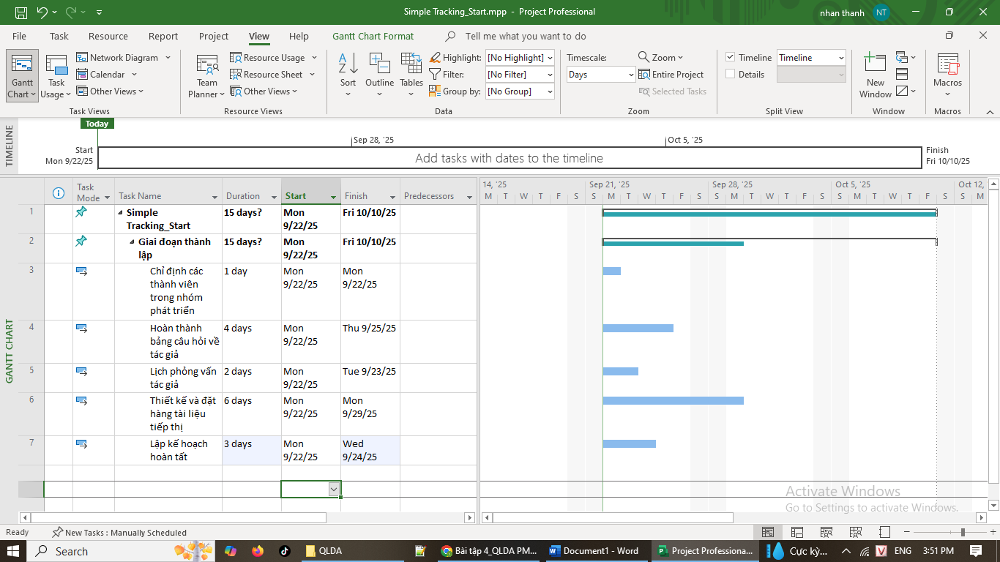 Simple Tracking_Start.mpp - Project Professional
nhan thanh NT
File Task Resource Report Project View Help Gantt Chart Format Tell me what you want to do
Gantt Chart
Task Usage
Network Diagram
Calendar
Other Views
Task Views
Team Planner
Resource Usage
Resource Sheet
Other Views
Resource Views
Sort
Outline
Tables
Highlight: [No Highlight]
Filter: [No Filter]
Group by: [No Group]
Data
Timescale:
Days
Zoom
Entire Project
Selected Tasks
Zoom
Timeline Timeline
Details
Split View
New Window
Window
Macros
Macros
TIMELINE
Today
Sep 28, '25 Oct 5, '25
Start
Mon 9/22/25
Add tasks with dates to the timeline
Finish
Fri 10/10/25
GANTT CHART
Task Mode Task Name Duration Start Finish Predecessors
14, '25 Sep 21, '25 Sep 28, '25 Oct 5, '25 Oct 12,
M T W T F S S M T W T F S S M T W T F S S M T W T F S S M
1 Simple Tracking_Start 15 days? Mon 9/22/25 Fri 10/10/25
2 Giai đoạn thành lập 15 days? Mon 9/22/25 Fri 10/10/25
3 Chỉ định các thành viên trong nhóm phát triển 1 day Mon 9/22/25 Mon 9/22/25
4 Hoàn thành bảng câu hỏi về tác giả 4 days Mon 9/22/25 Thu 9/25/25
5 Lịch phỏng vấn tác giả 2 days Mon 9/22/25 Tue 9/23/25
6 Thiết kế và đặt hàng tài liệu tiếp thị 6 days Mon 9/22/25 Mon 9/29/25
7 Lập kế hoạch hoàn tất 3 days Mon 9/22/25 Wed 9/24/25
Activate Windows
Go to Settings to activate Windows.
Ready New Tasks : Manually Scheduled
Search
QLDA
Bài tập 4_QLDA PM...
Document1 - Word
Project Professiona...
Cực kỳ...
V
ENG
3:51 PM